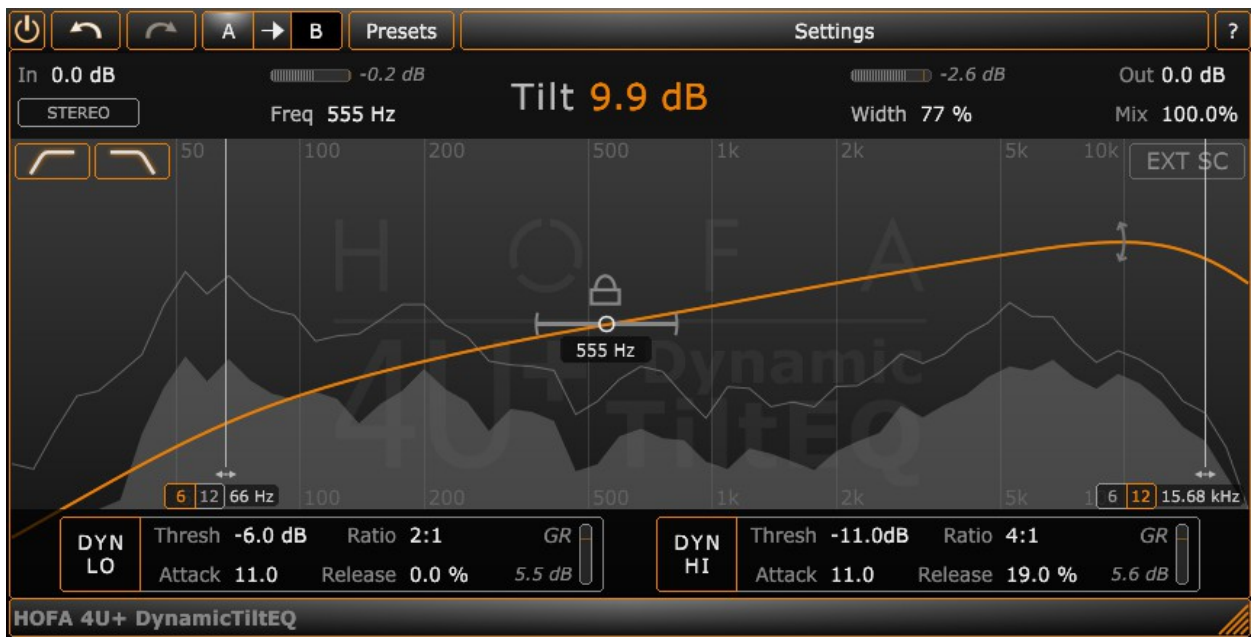 A B Presets Settings ?
In 0.0 dB -0.2 dB Tilt 9.9 dB -2.6 dB Out 0.0 dB
STEREO Freq 555 Hz Width 77 % Mix 100.0%
50 100 200 500 1k 2k 5k 10k EXT SC
HOFA
555 Hz
4U+ Dynamic
TiltEQ
6 12 66 Hz 100 200 500 1k 2k 5k 6 12 15.68 kHz
DYN LO Thresh -6.0 dB Ratio 2:1 GR
Attack 11.0 Release 0.0 % 5.5 dB
DYN HI Thresh -11.0dB Ratio 4:1 GR
Attack 11.0 Release 19.0 % 5.6 dB
HOFA 4U+ DynamicTiltEQ